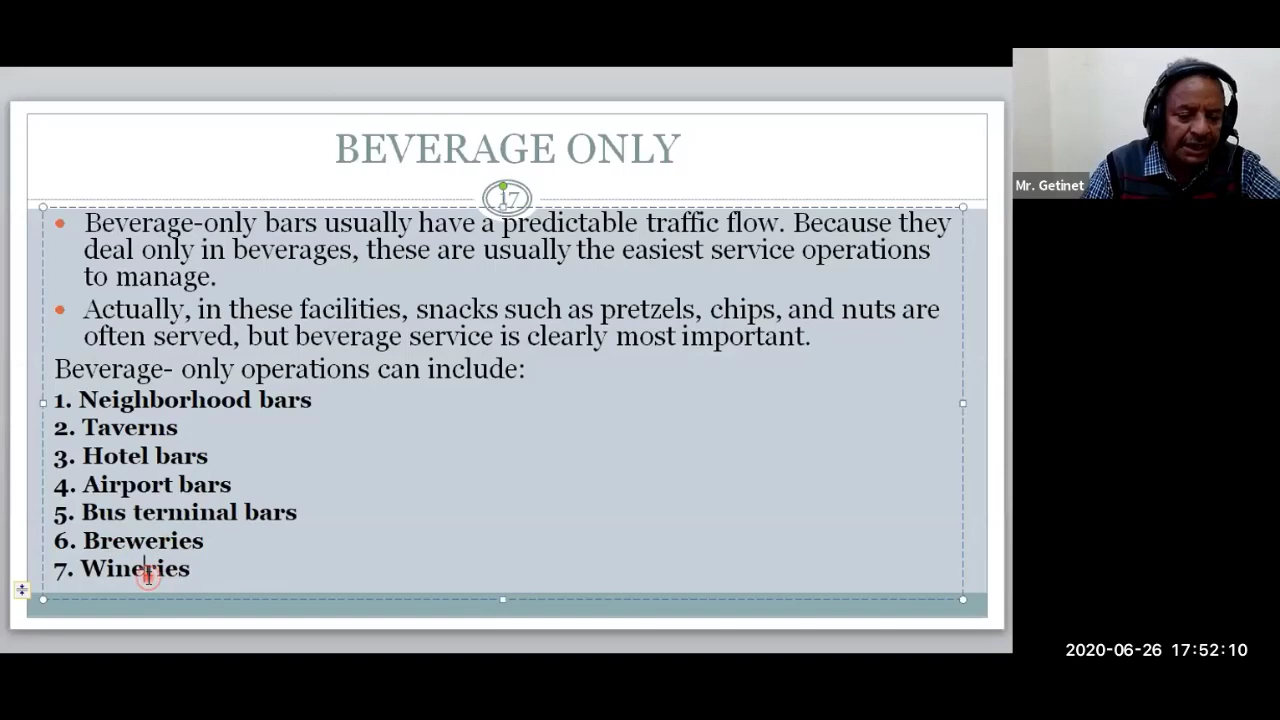 BEVERAGE ONLY
17
Beverage-only bars usually have a predictable traffic flow. Because they
deal only in beverages, these are usually the easiest service operations
to manage.
Actually, in these facilities, snacks such as pretzels, chips, and nuts are
often served, but beverage service is clearly most important.
Beverage- only operations can include:
1. Neighborhood bars
2. Taverns
3. Hotel bars
4. Airport bars
5. Bus terminal bars
6. Breweries
7. Wineries
Mr. Getinet
2020-06-26 17:52:10